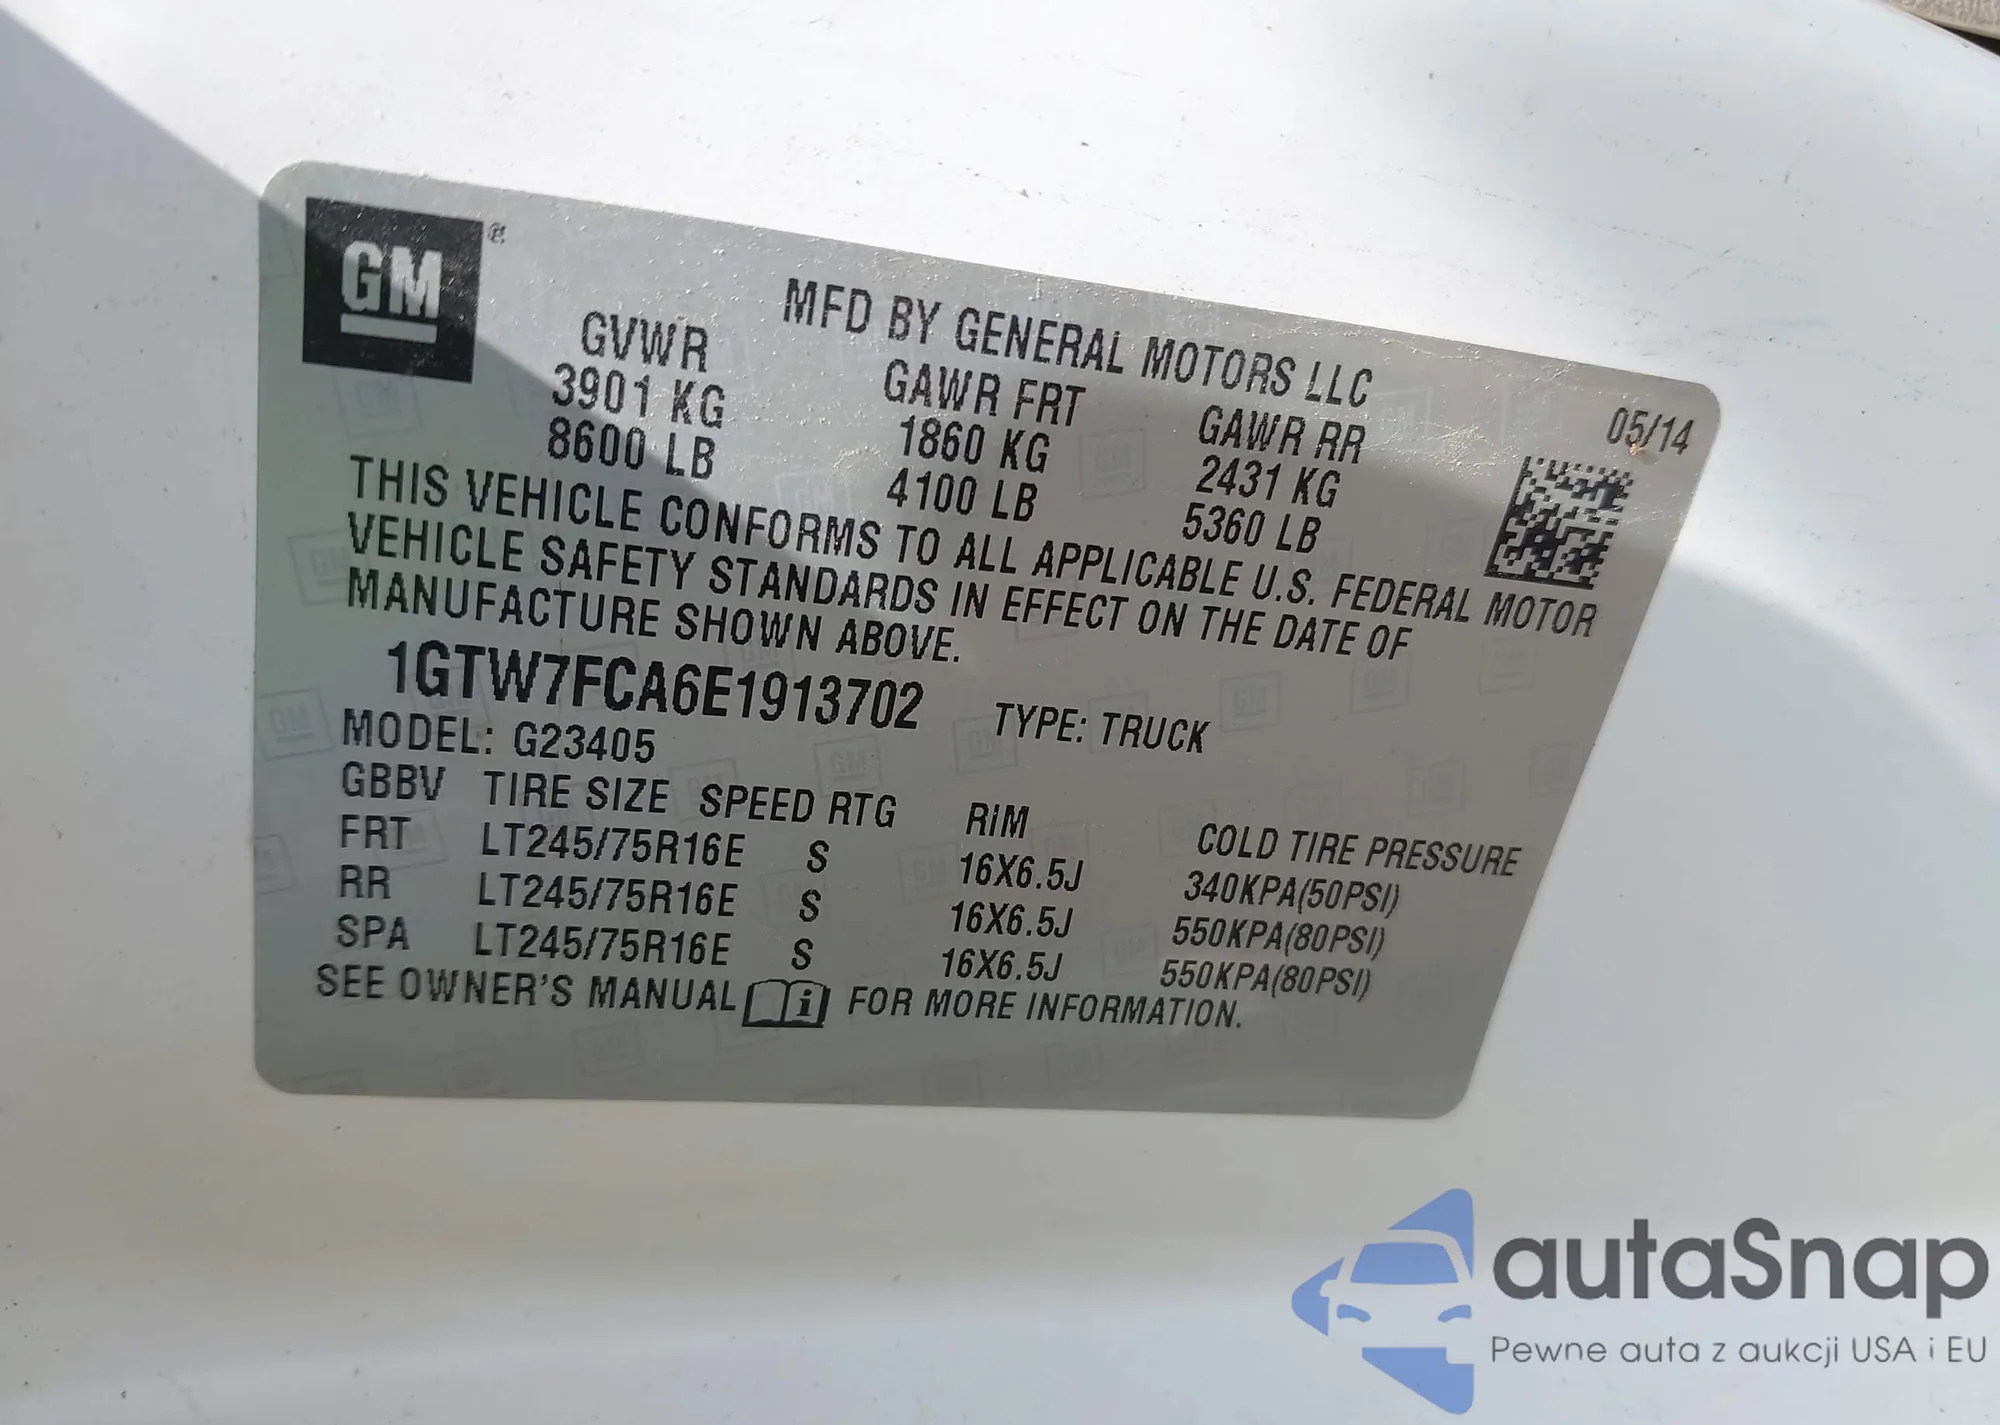 GM
MFD BY GENERAL MOTORS LLC
05/14
GVWR GAWR FRT GAWR RR
3901 KG 1860 KG 2431 KG
8600 LB 4100 LB 5360 LB
THIS VEHICLE CONFORMS TO ALL APPLICABLE U.S. FEDERAL MOTOR
VEHICLE SAFETY STANDARDS IN EFFECT ON THE DATE OF
MANUFACTURE SHOWN ABOVE.
1GTW7FCA6E1913702 TYPE: TRUCK
MODEL: G23405
GBBV TIRE SIZE SPEED RTG RIM COLD TIRE PRESSURE
FRT LT245/75R16E S 16X6.5J 340KPA(50PSI)
RR LT245/75R16E S 16X6.5J 550KPA(80PSI)
SPA LT245/75R16E S 16X6.5J 550KPA(80PSI)
SEE OWNER'S MANUAL i FOR MORE INFORMATION.
autaSnap
Pewne auta z aukcji USA i EU